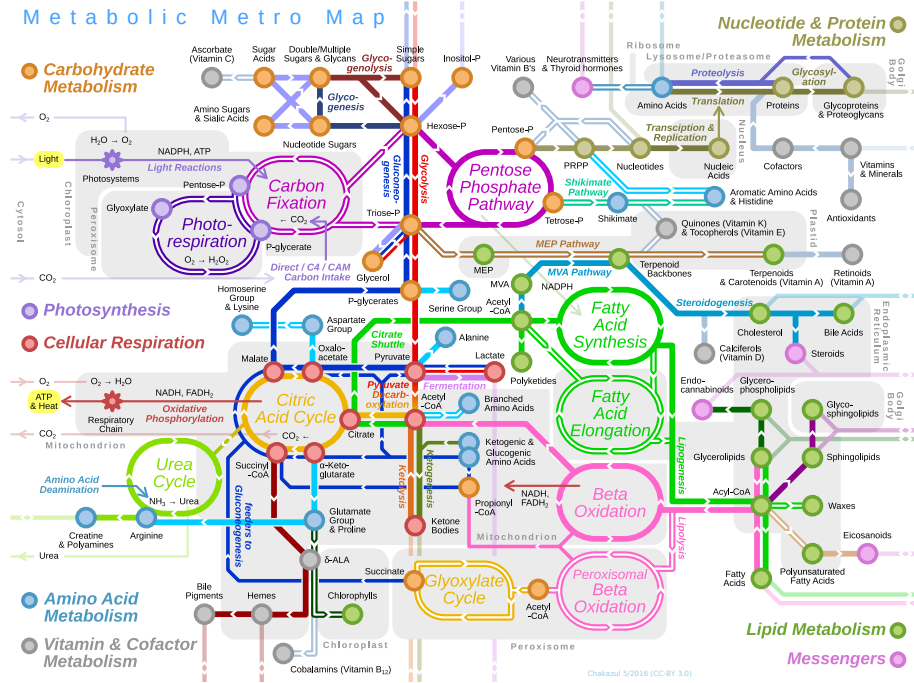 Metabolic Metro Map
Nucleotide & Protein
Metabolism
Carbohydrate
Metabolism
Ascorbate
(Vitamin C)
Sugar
Acids
Double/Multiple
Sugars & Glycans
Glyco-
genolysis
Simple
Sugars
Inositol-P
Various
Vitamin B's
Neurotransmitters
& Thyroid hormones
Ribosome
Lysosome/Proteasome
Proteolysis
Glycosyl-
ation
Golgi
Body
Amino Acids
Proteins
Glycoproteins
& Proteoglycans
Translation
Glyco-
genesis
Amino Sugars
& Sialic Acids
Nucleotide Sugars
Hexose-P
Pentose-P
Transciption &
Replication
Nucleus
PRPP
Nucleotides
Nucleic
Acids
Cofactors
Vitamins
& Minerals
Antioxidants
O₂
H₂O → O₂
Light
NADPH, ATP
Light Reactions
Photosystems
Pentose-P
Glyoxylate
Carbon
Fixation
← CO₂
Photo-
respiration
O₂ → H₂O₂
P-glycerate
Direct / C4 / CAM
Carbon Intake
Cytosol
Chloroplast
Peroxisome
CO₂
Gluconeo-
genesis
Glycolysis
Triose-P
Glycerol
Pentose
Phosphate
Pathway
Tetrose-P
Shikimate
Pathway
Shikimate
Aromatic Amino Acids
& Histidine
Quinones (Vitamin K)
& Tocopherols (Vitamin E)
Plastid
MEP Pathway
MEP
MVA Pathway
Terpenoid
Backbones
Terpenoids
& Carotenoids (Vitamin A)
Retinoids
(Vitamin A)
Photosynthesis
Cellular Respiration
Homoserine
Group
& Lysine
P-glycerates
Serine Group
MVA
NADPH
Acetyl
-CoA
Fatty
Acid
Synthesis
Steroidogenesis
Cholesterol
Bile Acids
Endoplasmic
Reticulum
Calciferols
(Vitamin D)
Steroids
Aspartate
Group
Citrate
Shuttle
Alanine
Malate
Oxalo-
acetate
Pyruvate
Lactate
Polyketides
O₂
O₂ → H₂O
NADH, FADH₂
ATP
& Heat
Oxidative
Phosphorylation
Respiratory
Chain
CO₂
Mitochondrion
Citric
Acid Cycle
CO₂ ←
Pyruvate
Decarb-
oxylation
Fermentation
Acetyl
-CoA
Branched
Amino Acids
Fatty
Acid
Elongation
Endo-
cannabinoids
Glycero-
phospholipids
Glyco-
sphingolipids
Golgi
Body
Citrate
Urea
Cycle
NH₃ → Urea
Amino Acid
Deamination
Succinyl
-CoA
α-Keto-
glutarate
Ketolysis
Ketogenesis
Ketogenic &
Glucogenic
Amino Acids
Lipogenesis
Glycerolipids
Sphingolipids
Acyl-CoA
Waxes
Propionyl
-CoA
NADH,
FADH₂
Beta
Oxidation
Mitochondrion
Lipolysis
Creatine
& Polyamines
Arginine
feeders to
Gluconeogenesis
Glutamate
Group
& Proline
Ketone
Bodies
Urea
δ-ALA
Succinate
Glyoxylate
Cycle
Acetyl
-CoA
Peroxisomal
Beta
Oxidation
Fatty
Acids
Polyunsaturated
Fatty Acids
Eicosanoids
Amino Acid
Metabolism
Vitamin & Cofactor
Metabolism
Bile
Pigments
Hemes
Chlorophylls
Chloroplast
Cobalamins (Vitamin B₁₂)
Peroxisome
Chakazul 5/2016 (CC-BY 3.0)
Lipid Metabolism
Messengers